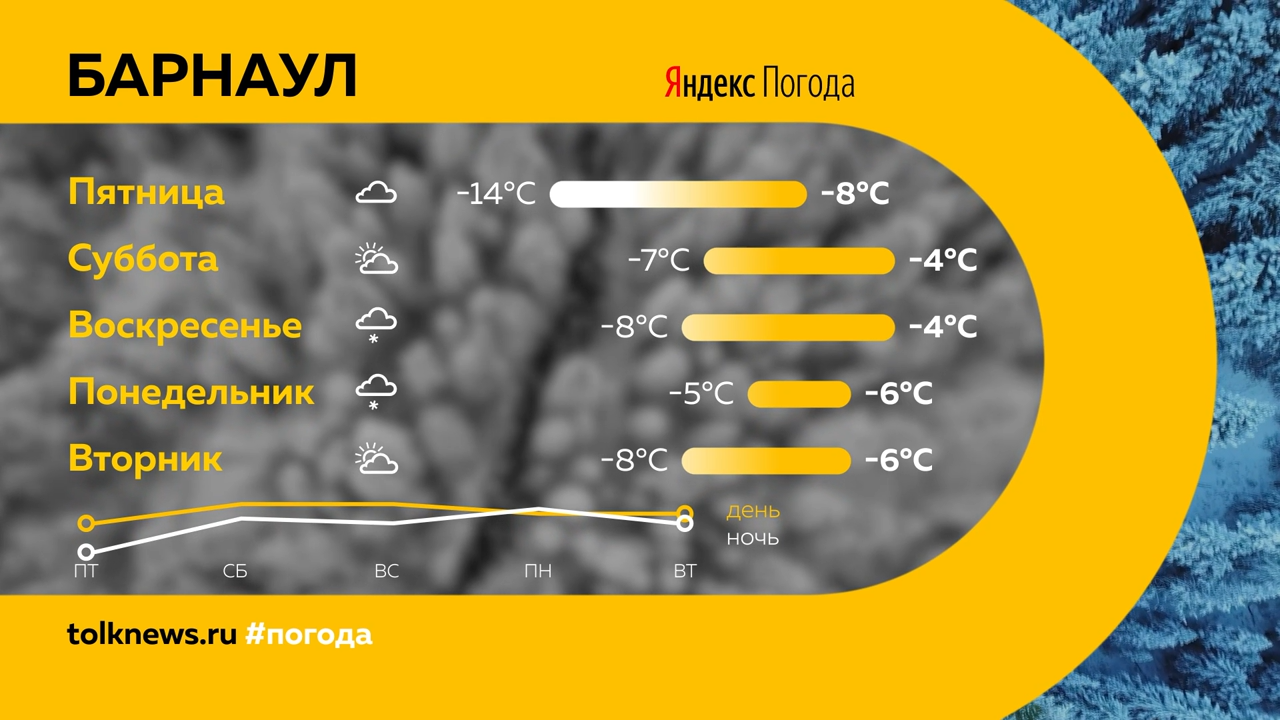 БАРНАУЛ
Яндекс Погода
Пятница -14°C -8°C
Суббота -7°C -4°C
Воскресенье -8°C -4°C
Понедельник -5°C -6°C
Вторник -8°C -6°C
день
ночь
ПТ СБ ВС ПН ВТ
tolknews.ru #погода